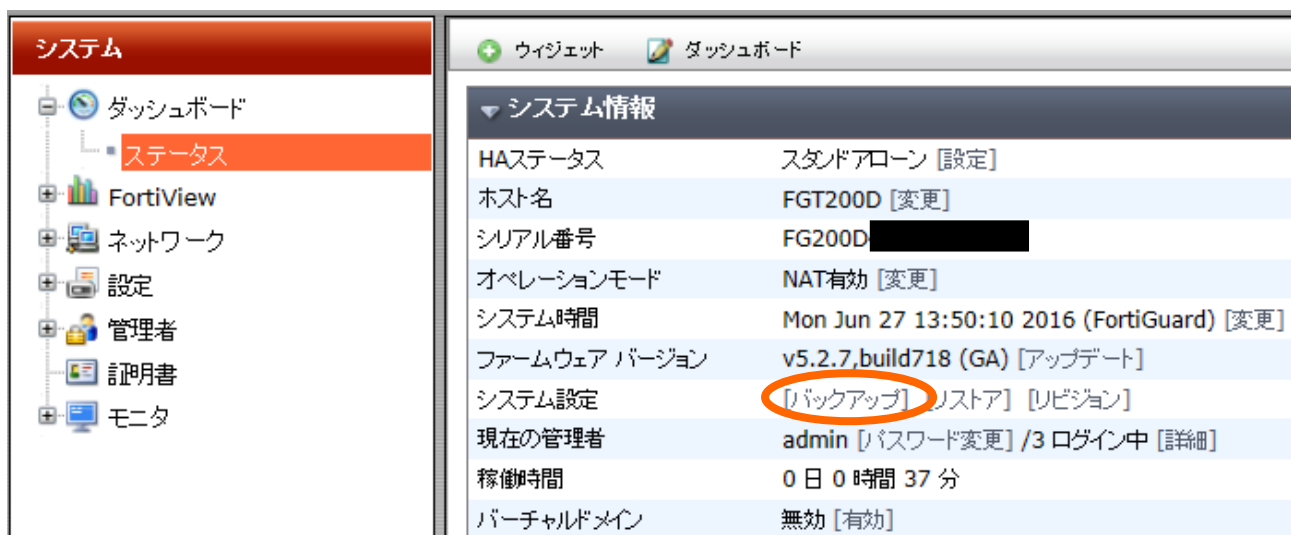 システム
ウィジェット ダッシュボード
ダッシュボード
ステータス
FortiView
ネットワーク
設定
管理者
証明書
モニタ
システム情報
HAステータス スタンドアローン [設定]
ホスト名 FGT200D [変更]
シリアル番号 FG200D
オペレーションモード NAT有効 [変更]
システム時間 Mon Jun 27 13:50:10 2016 (FortiGuard) [変更]
ファームウェア バージョン v5.2.7,build718 (GA) [アップデート]
システム設定 [バックアップ] [リストア] [リビジョン]
現在の管理者 admin [パスワード変更] /3 ログイン中 [詳細]
稼働時間 0 日 0 時間 37 分
バーチャルドメイン 無効 [有効]